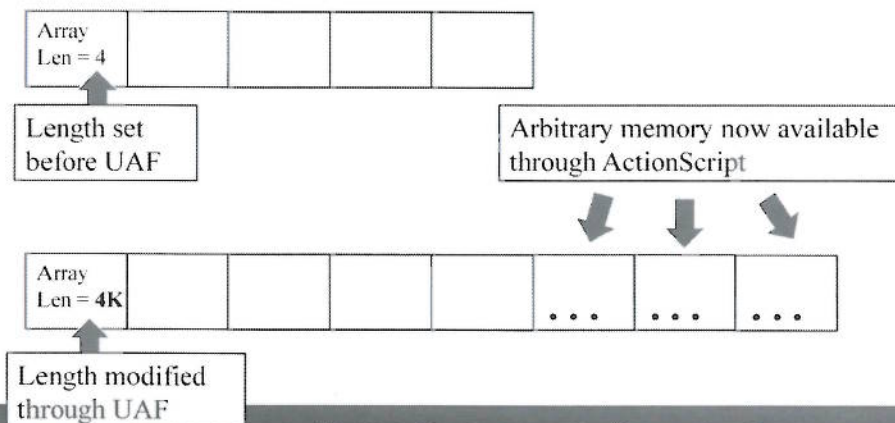 Array
Len = 4
Length set
before UAF
Arbitrary memory now available
through ActionScript
Array
Len = 4K
. . .
. . .
. . .
Length modified
through UAF